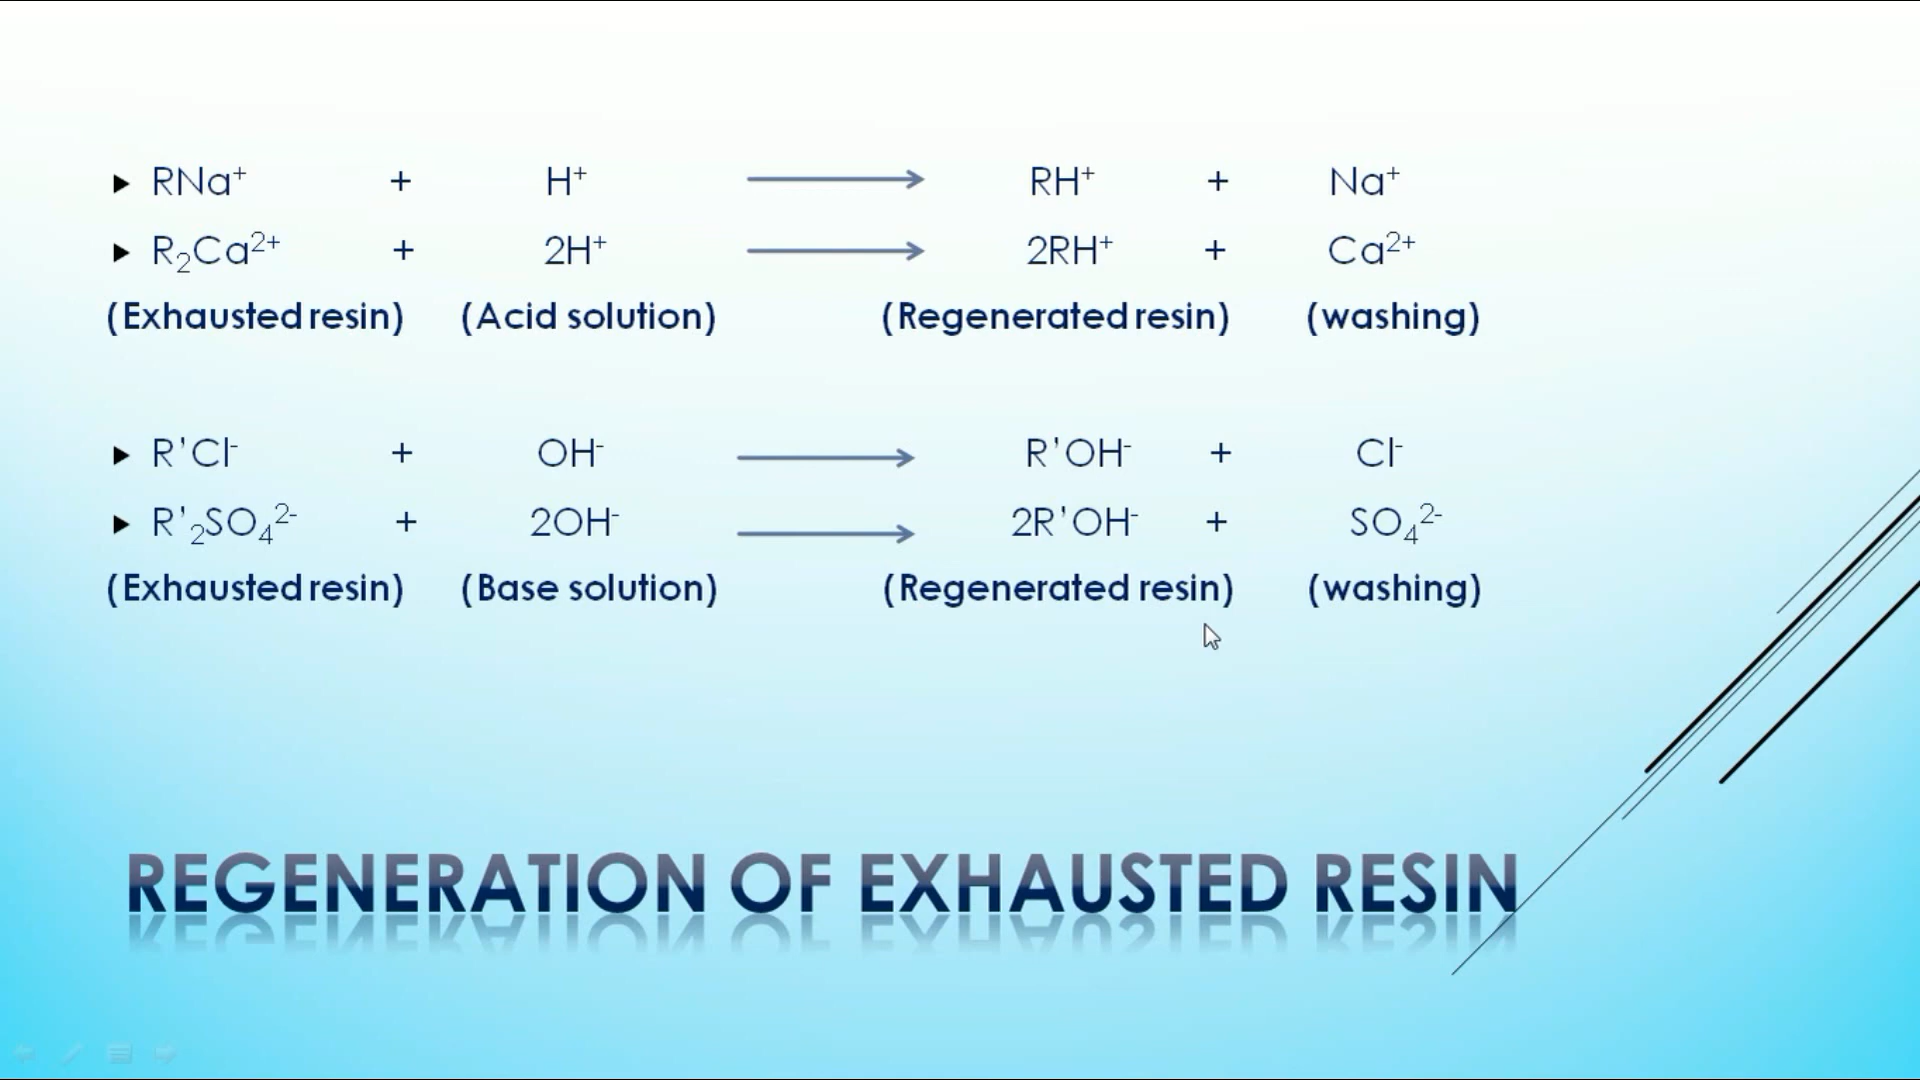 RNa⁺ + H⁺ ⟶ RH⁺ + Na⁺
R₂Ca²⁺ + 2H⁺ ⟶ 2RH⁺ + Ca²⁺
(Exhausted resin) (Acid solution) (Regenerated resin) (washing)
R'Cl⁻ + OH⁻ ⟶ R'OH⁻ + Cl⁻
R'₂SO₄²⁻ + 2OH⁻ ⟶ 2R'OH⁻ + SO₄²⁻
(Exhausted resin) (Base solution) (Regenerated resin) (washing)
REGENERATION OF EXHAUSTED RESIN